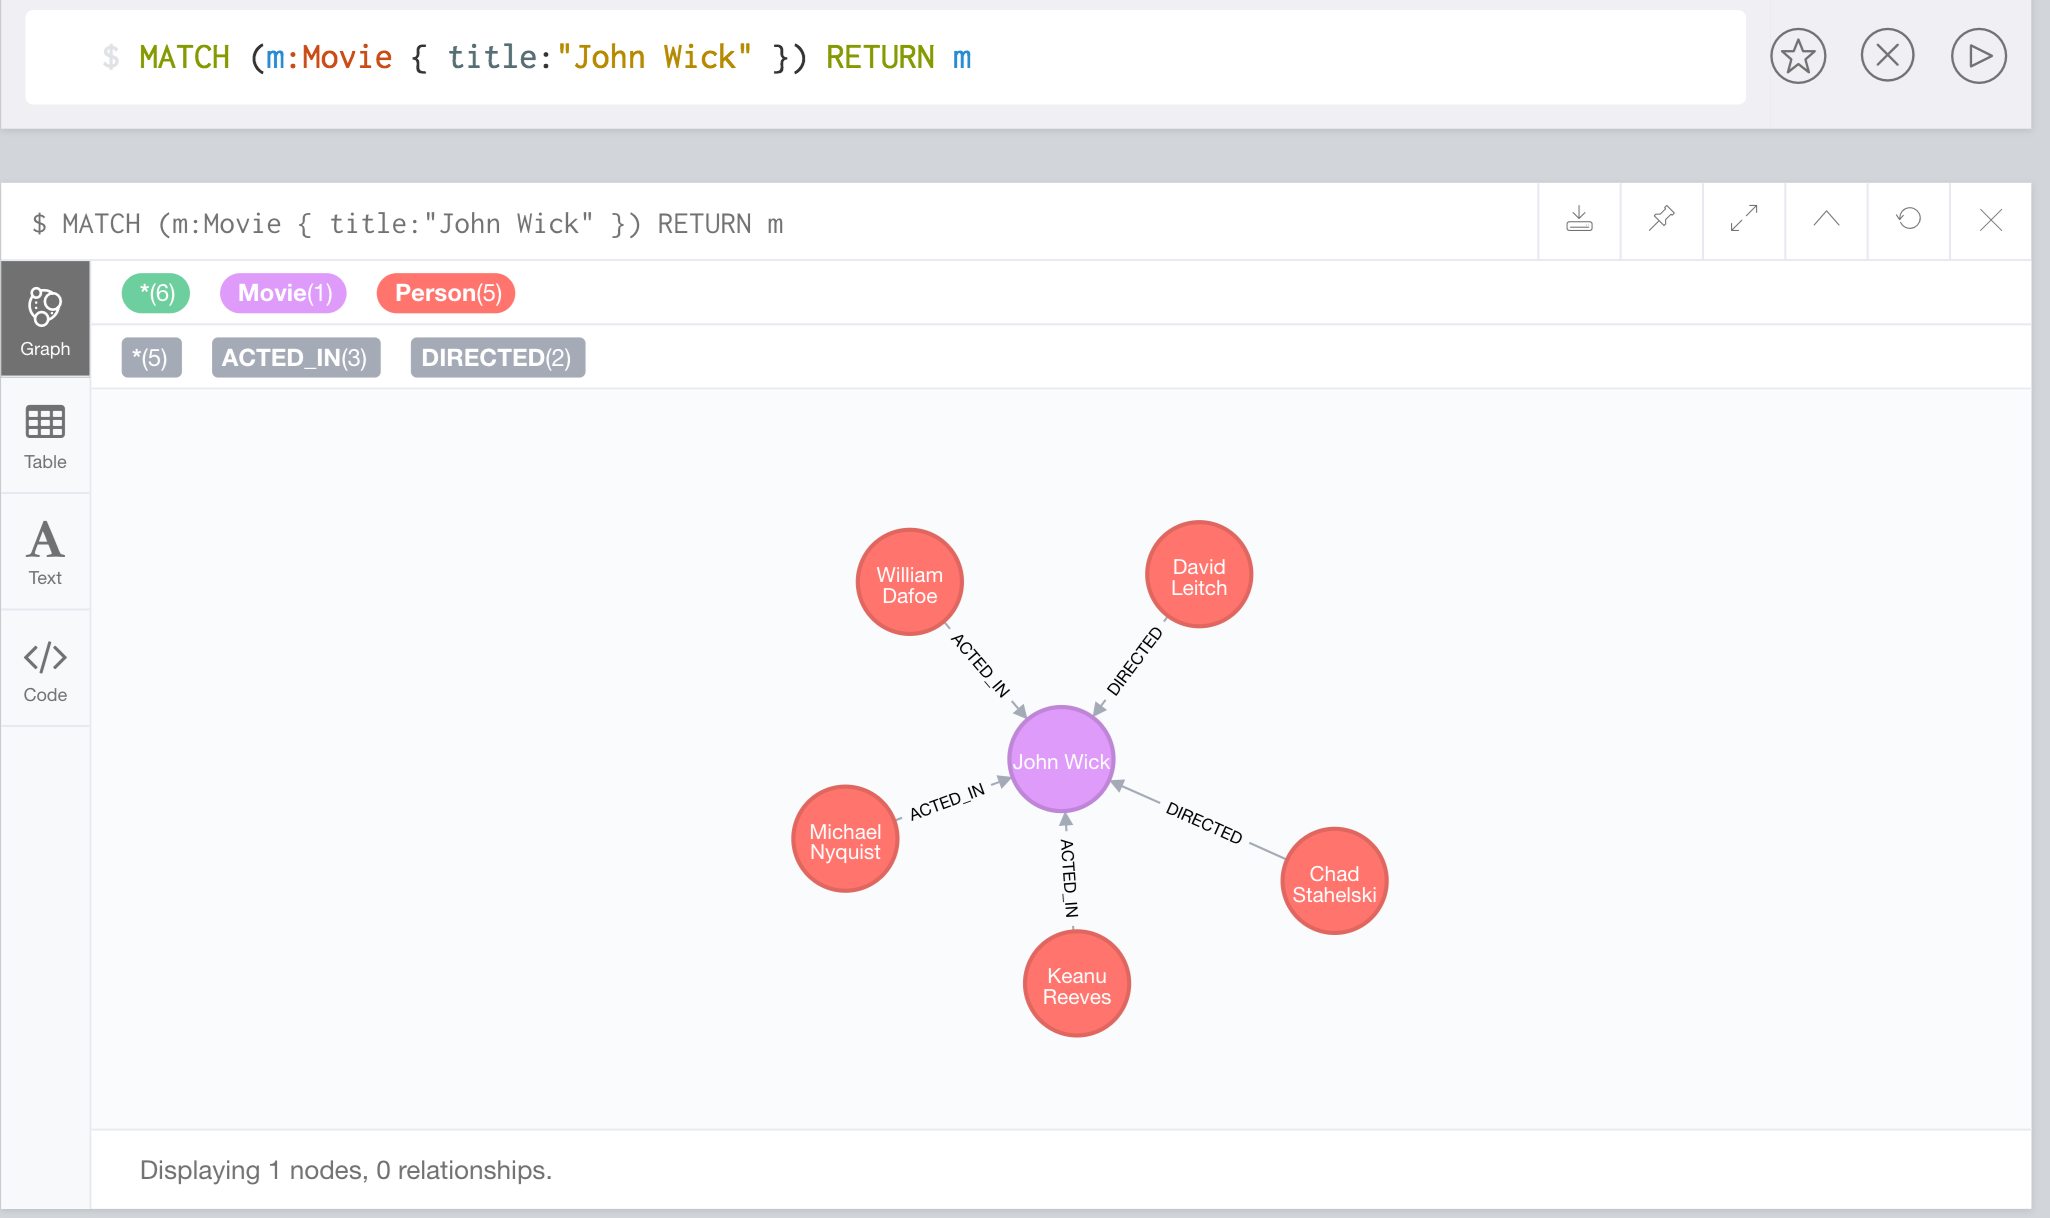 $ MATCH (m:Movie { title:"John Wick" }) RETURN m
$ MATCH (m:Movie { title:"John Wick" }) RETURN m
*(6) Movie(1) Person(5)
*(5) ACTED_IN(3) DIRECTED(2)
Graph
Table
Text
Code
William
Dafoe
David
Leitch
ACTED_IN
DIRECTED
John Wick
ACTED_IN
DIRECTED
Michael
Nyquist
ACTED_IN
Chad
Stahelski
Keanu
Reeves
Displaying 1 nodes, 0 relationships.